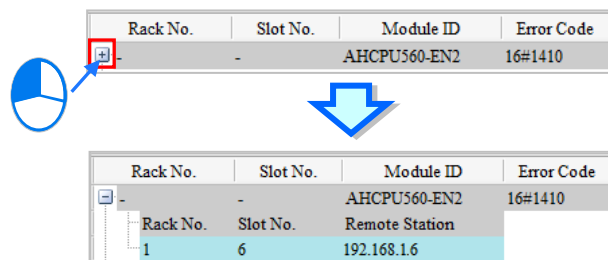 Rack No. Slot No. Module ID Error Code
- - AHCPU560-EN2 16#1410
Rack No. Slot No. Module ID Error Code
- - AHCPU560-EN2 16#1410
Rack No. Slot No. Remote Station
1 6 192.168.1.6